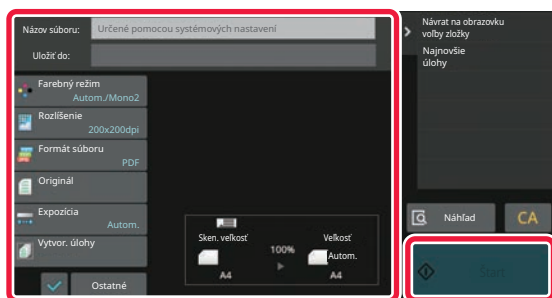 Názov súboru: Určené pomocou systémových nastavení
Uložiť do:
Farebný režim
Autom./Mono2
Rozlíšenie
200x200dpi
Formát súboru
PDF
Originál
Expozícia
Autom.
Vytvor. úlohy
Ostatné
Sken. veľkosť
A4
100%
Veľkosť
Autom.
A4
Návrat na obrazovku
voľby zložky
Najnovšie
úlohy
Náhľad
CA
Štart